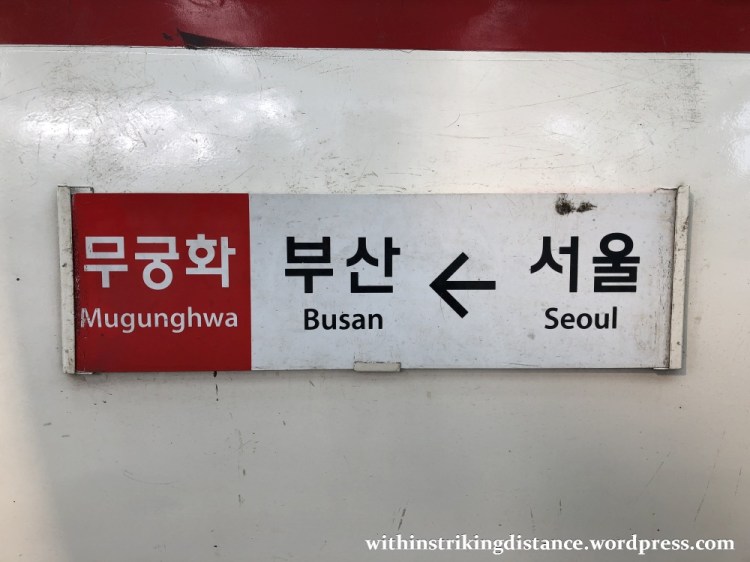 무궁화
Mugunghwa
부산 ← 서울
Busan Seoul
withinstrikingdistance.wordpress.com